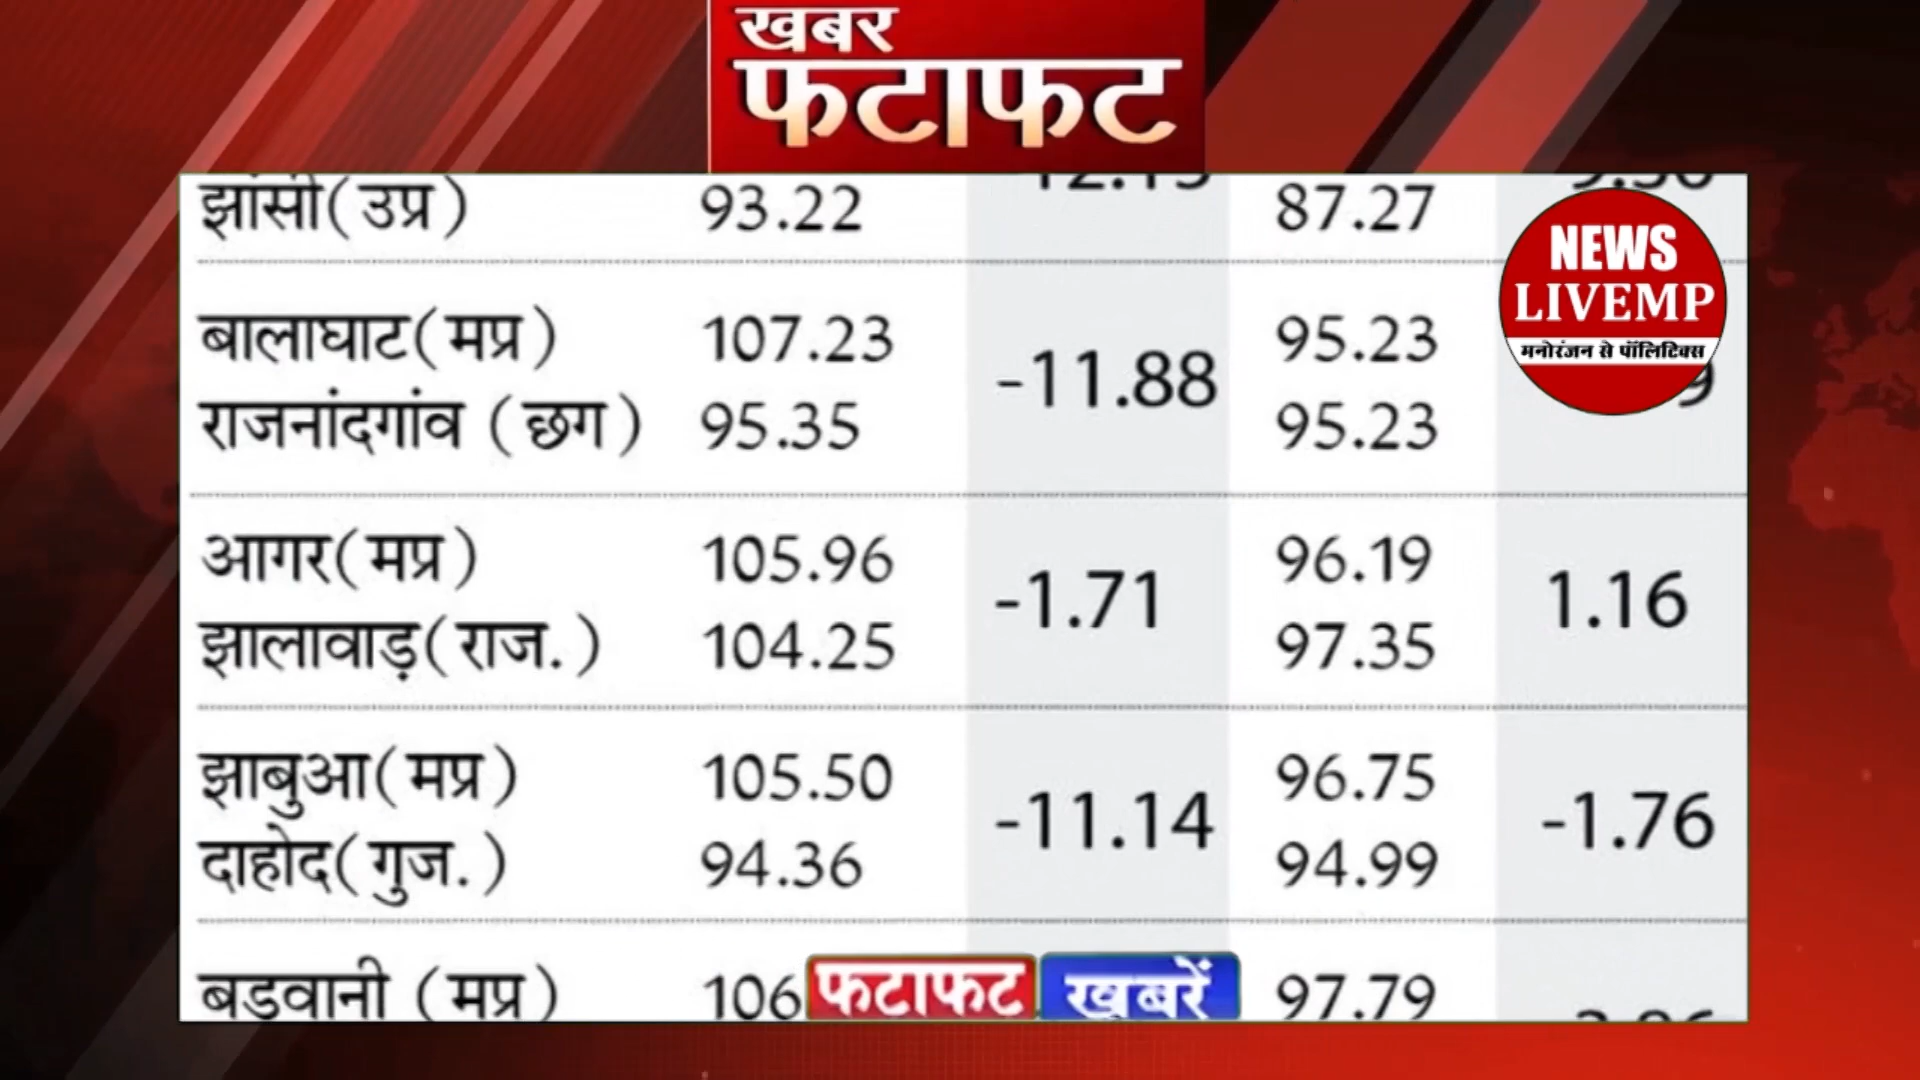 खबर
फटाफट
झांसी(उप्र) 93.22 87.27
NEWS
LIVEMP
मनोरंजन से पॉलिटिक्स
बालाघाट(मप्र) 107.23 95.23
-11.88
राजनांदगांव (छग) 95.35 95.23
आगर(मप्र) 105.96 96.19
-1.71 1.16
झालावाड़(राज.) 104.25 97.35
झाबुआ(मप्र) 105.50 96.75
-11.14 -1.76
दाहोद(गुज.) 94.36 94.99
बडवानी (मप्र) 106 97.79
फटाफट खबरें